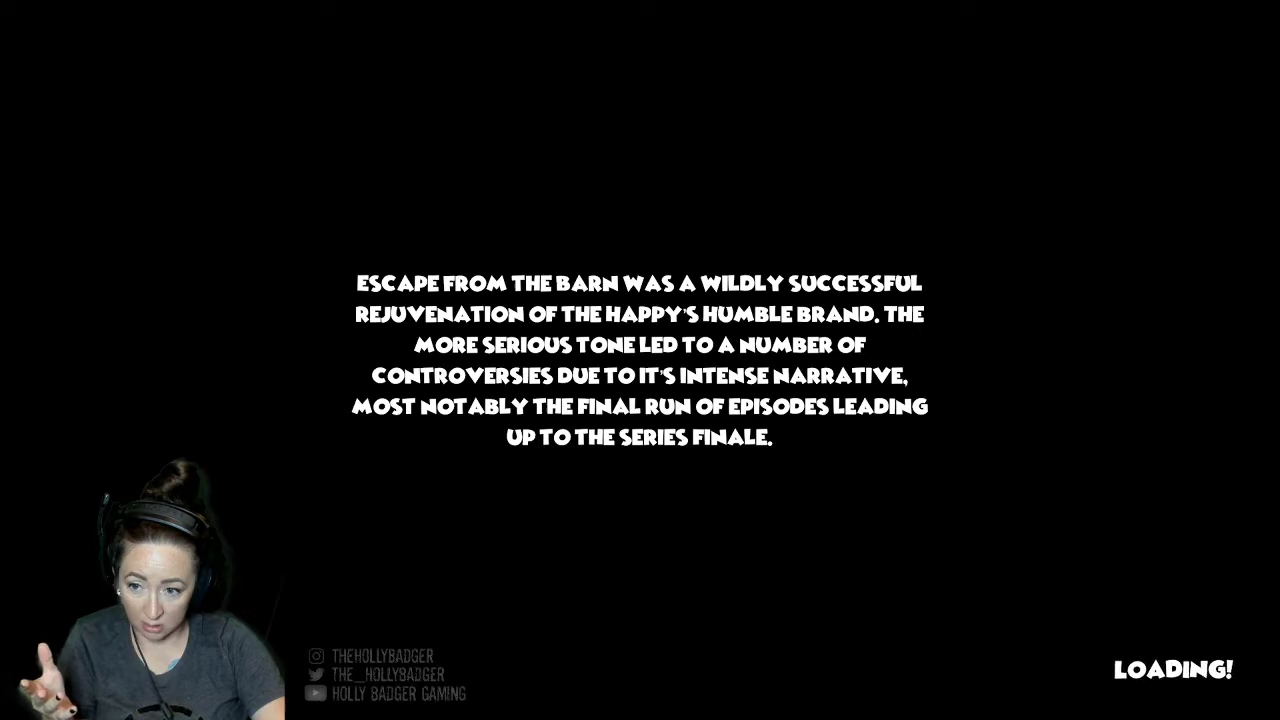 ESCAPE FROM THE BARN WAS A WILDLY SUCCESSFUL
REJUVENATION OF THE HAPPY'S HUMBLE BRAND. THE
MORE SERIOUS TONE LED TO A NUMBER OF
CONTROVERSIES DUE TO IT'S INTENSE NARRATIVE,
MOST NOTABLY THE FINAL RUN OF EPISODES LEADING
UP TO THE SERIES FINALE.
THEHOLLYBADGER
THE_HOLLYBADGER
HOLLY BADGER GAMING
LOADING!